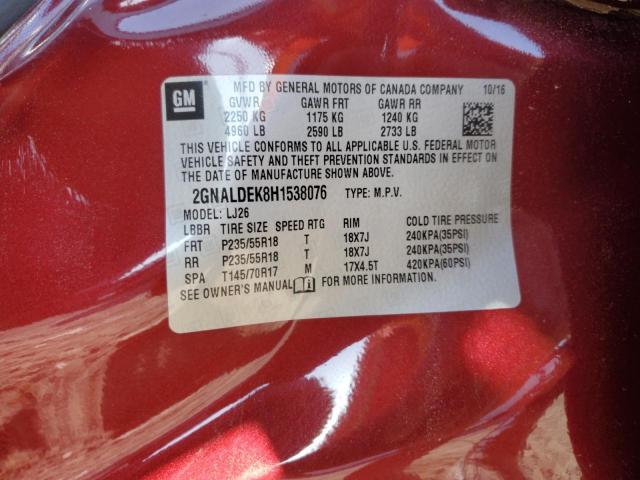 GM
MFD BY GENERAL MOTORS OF CANADA COMPANY 10/16
GVWR GAWR FRT GAWR RR
2250 KG 1175 KG 1240 KG
4960 LB 2590 LB 2733 LB
THIS VEHICLE CONFORMS TO ALL APPLICABLE U.S. FEDERAL MOTOR
VEHICLE SAFETY AND THEFT PREVENTION STANDARDS IN EFFECT ON
THE DATE OF MANUFACTURE SHOWN ABOVE.
2GNALDEK8H1538076 TYPE: M.P.V.
MODEL: LJ26
LBBR TIRE SIZE SPEED RTG RIM COLD TIRE PRESSURE
FRT P235/55R18 T 18X7J 240KPA(35PSI)
RR P235/55R18 T 18X7J 240KPA(35PSI)
SPA T145/70R17 M 17X4.5T 420KPA(60PSI)
SEE OWNER'S MANUAL FOR MORE INFORMATION.